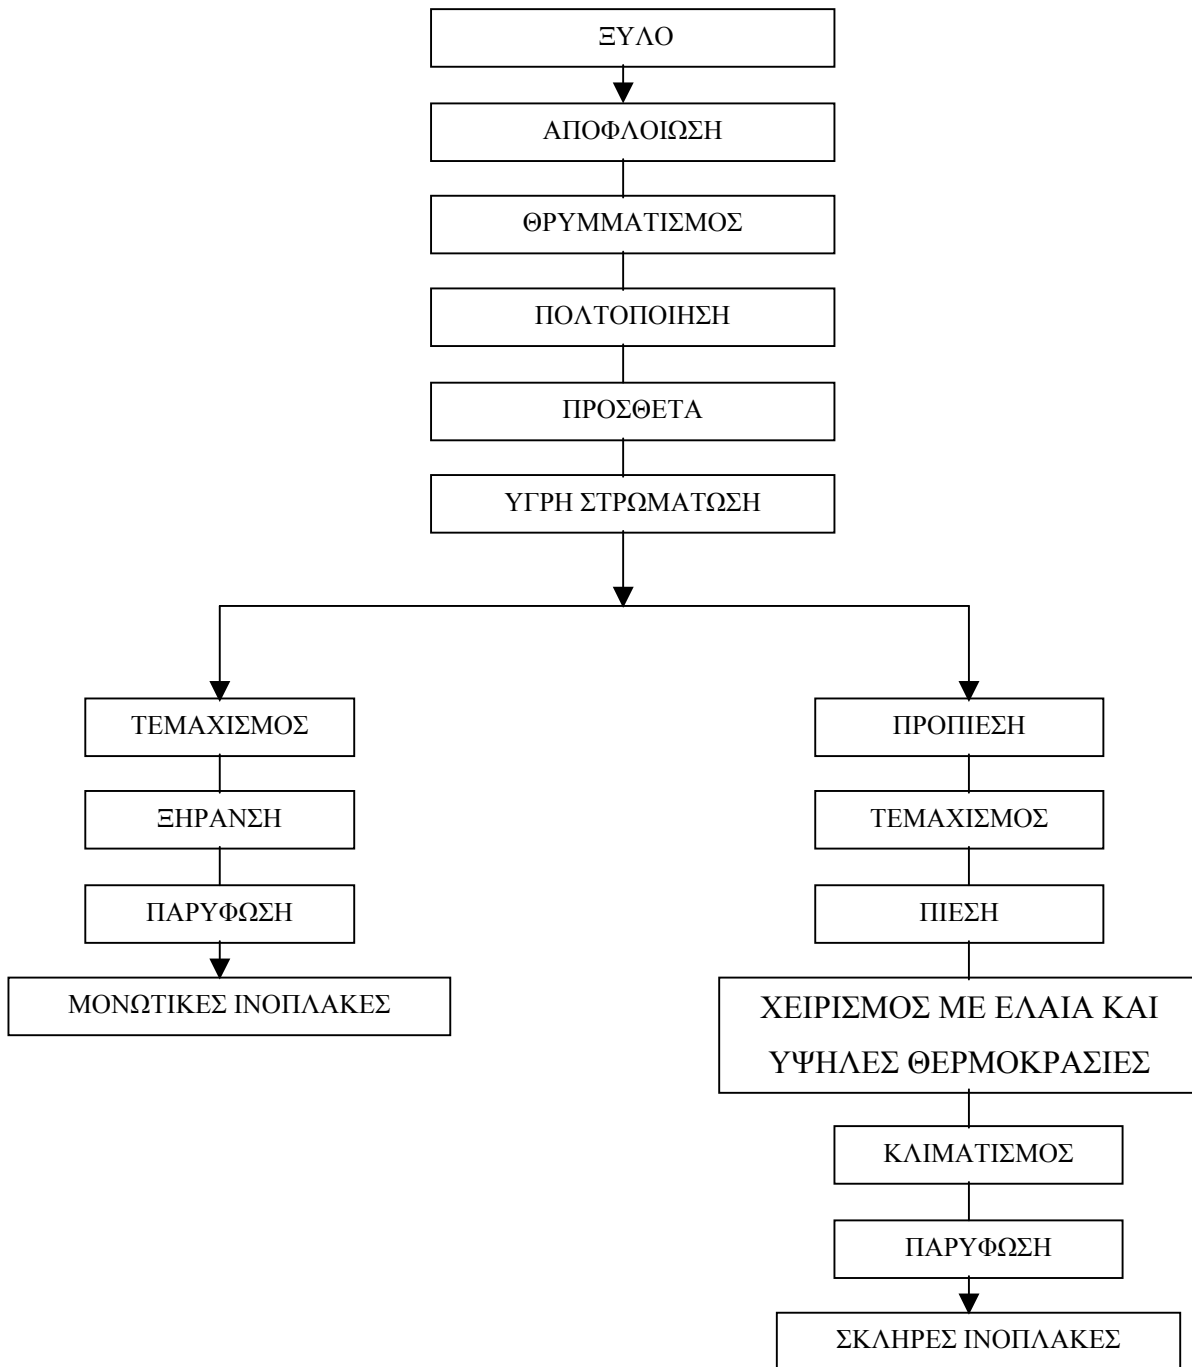 ΞΥΛΟ
ΑΠΟΦΛΟΙΩΣΗ
ΘΡΥΜΜΑΤΙΣΜΟΣ
ΠΟΛΤΟΠΟΙΗΣΗ
ΠΡΟΣΘΕΤΑ
ΥΓΡΗ ΣΤΡΩΜΑΤΩΣΗ
ΤΕΜΑΧΙΣΜΟΣ
ΞΗΡΑΝΣΗ
ΠΑΡΥΦΩΣΗ
ΜΟΝΩΤΙΚΕΣ ΙΝΟΠΛΑΚΕΣ
ΠΡΟΠΙΕΣΗ
ΤΕΜΑΧΙΣΜΟΣ
ΠΙΕΣΗ
ΧΕΙΡΙΣΜΟΣ ΜΕ ΕΛΑΙΑ ΚΑΙ
ΥΨΗΛΕΣ ΘΕΡΜΟΚΡΑΣΙΕΣ
ΚΛΙΜΑΤΙΣΜΟΣ
ΠΑΡΥΦΩΣΗ
ΣΚΛΗΡΕΣ ΙΝΟΠΛΑΚΕΣ